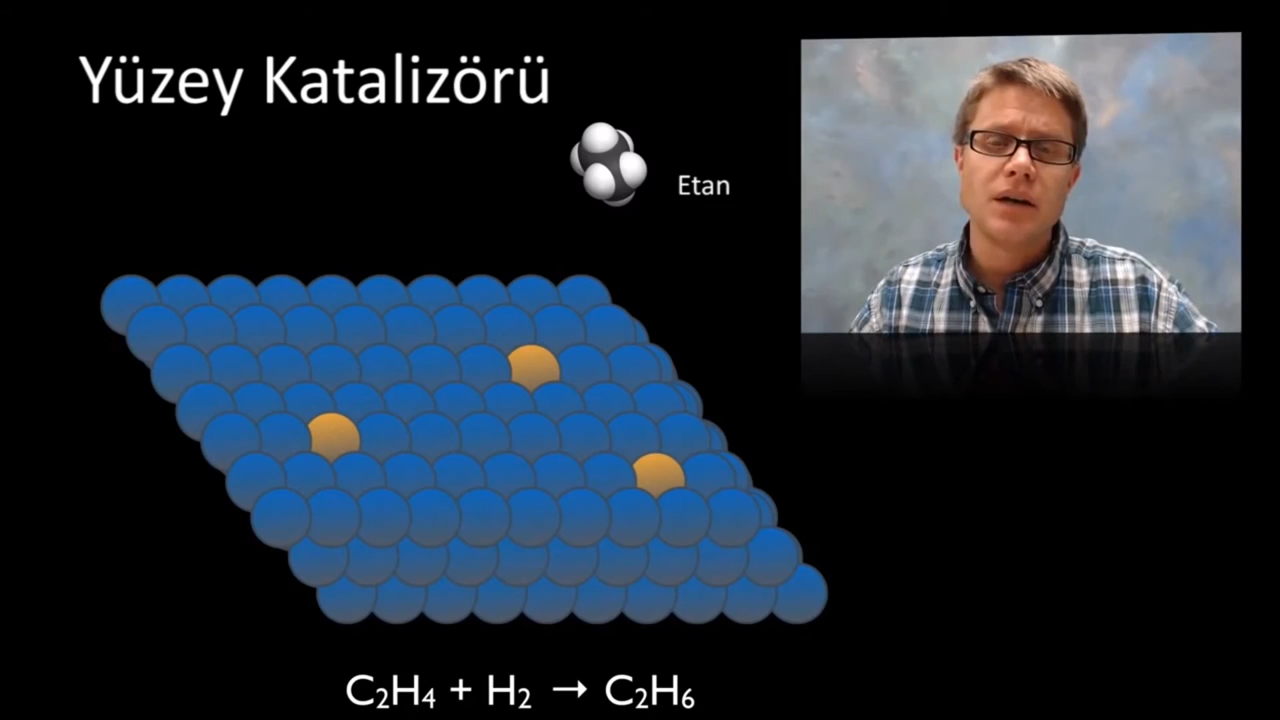 Yüzey Katalizörü
Etan
C₂H₄ + H₂ → C₂H₆